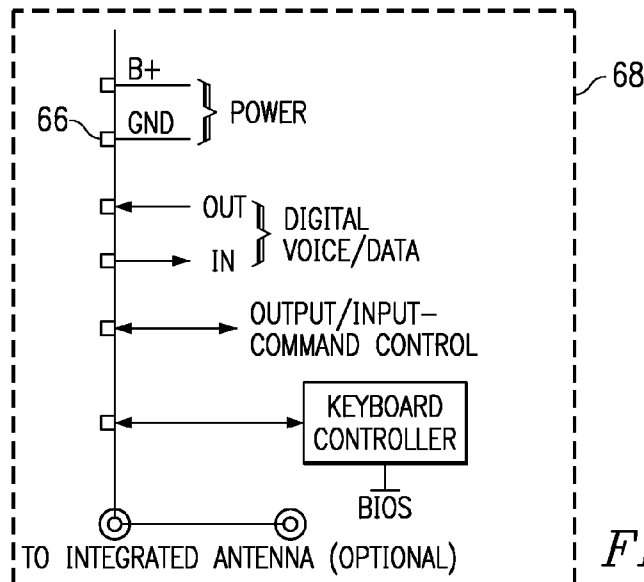 B+
68
66
GND
POWER
OUT
DIGITAL
VOICE/DATA
IN
OUTPUT/INPUT-
COMMAND CONTROL
KEYBOARD
CONTROLLER
BIOS
TO INTEGRATED ANTENNA (OPTIONAL)